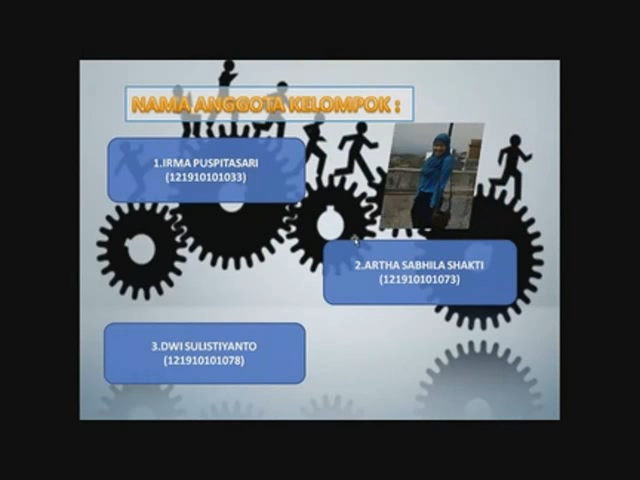 NAMA ANGGOTA KELOMPOK :
1.IRMA PUSPITASARI
(121910101033)
2.ARTHA SABHILA SHAKTI
(121910101073)
3.DWI SULISTIYANTO
(121910101078)